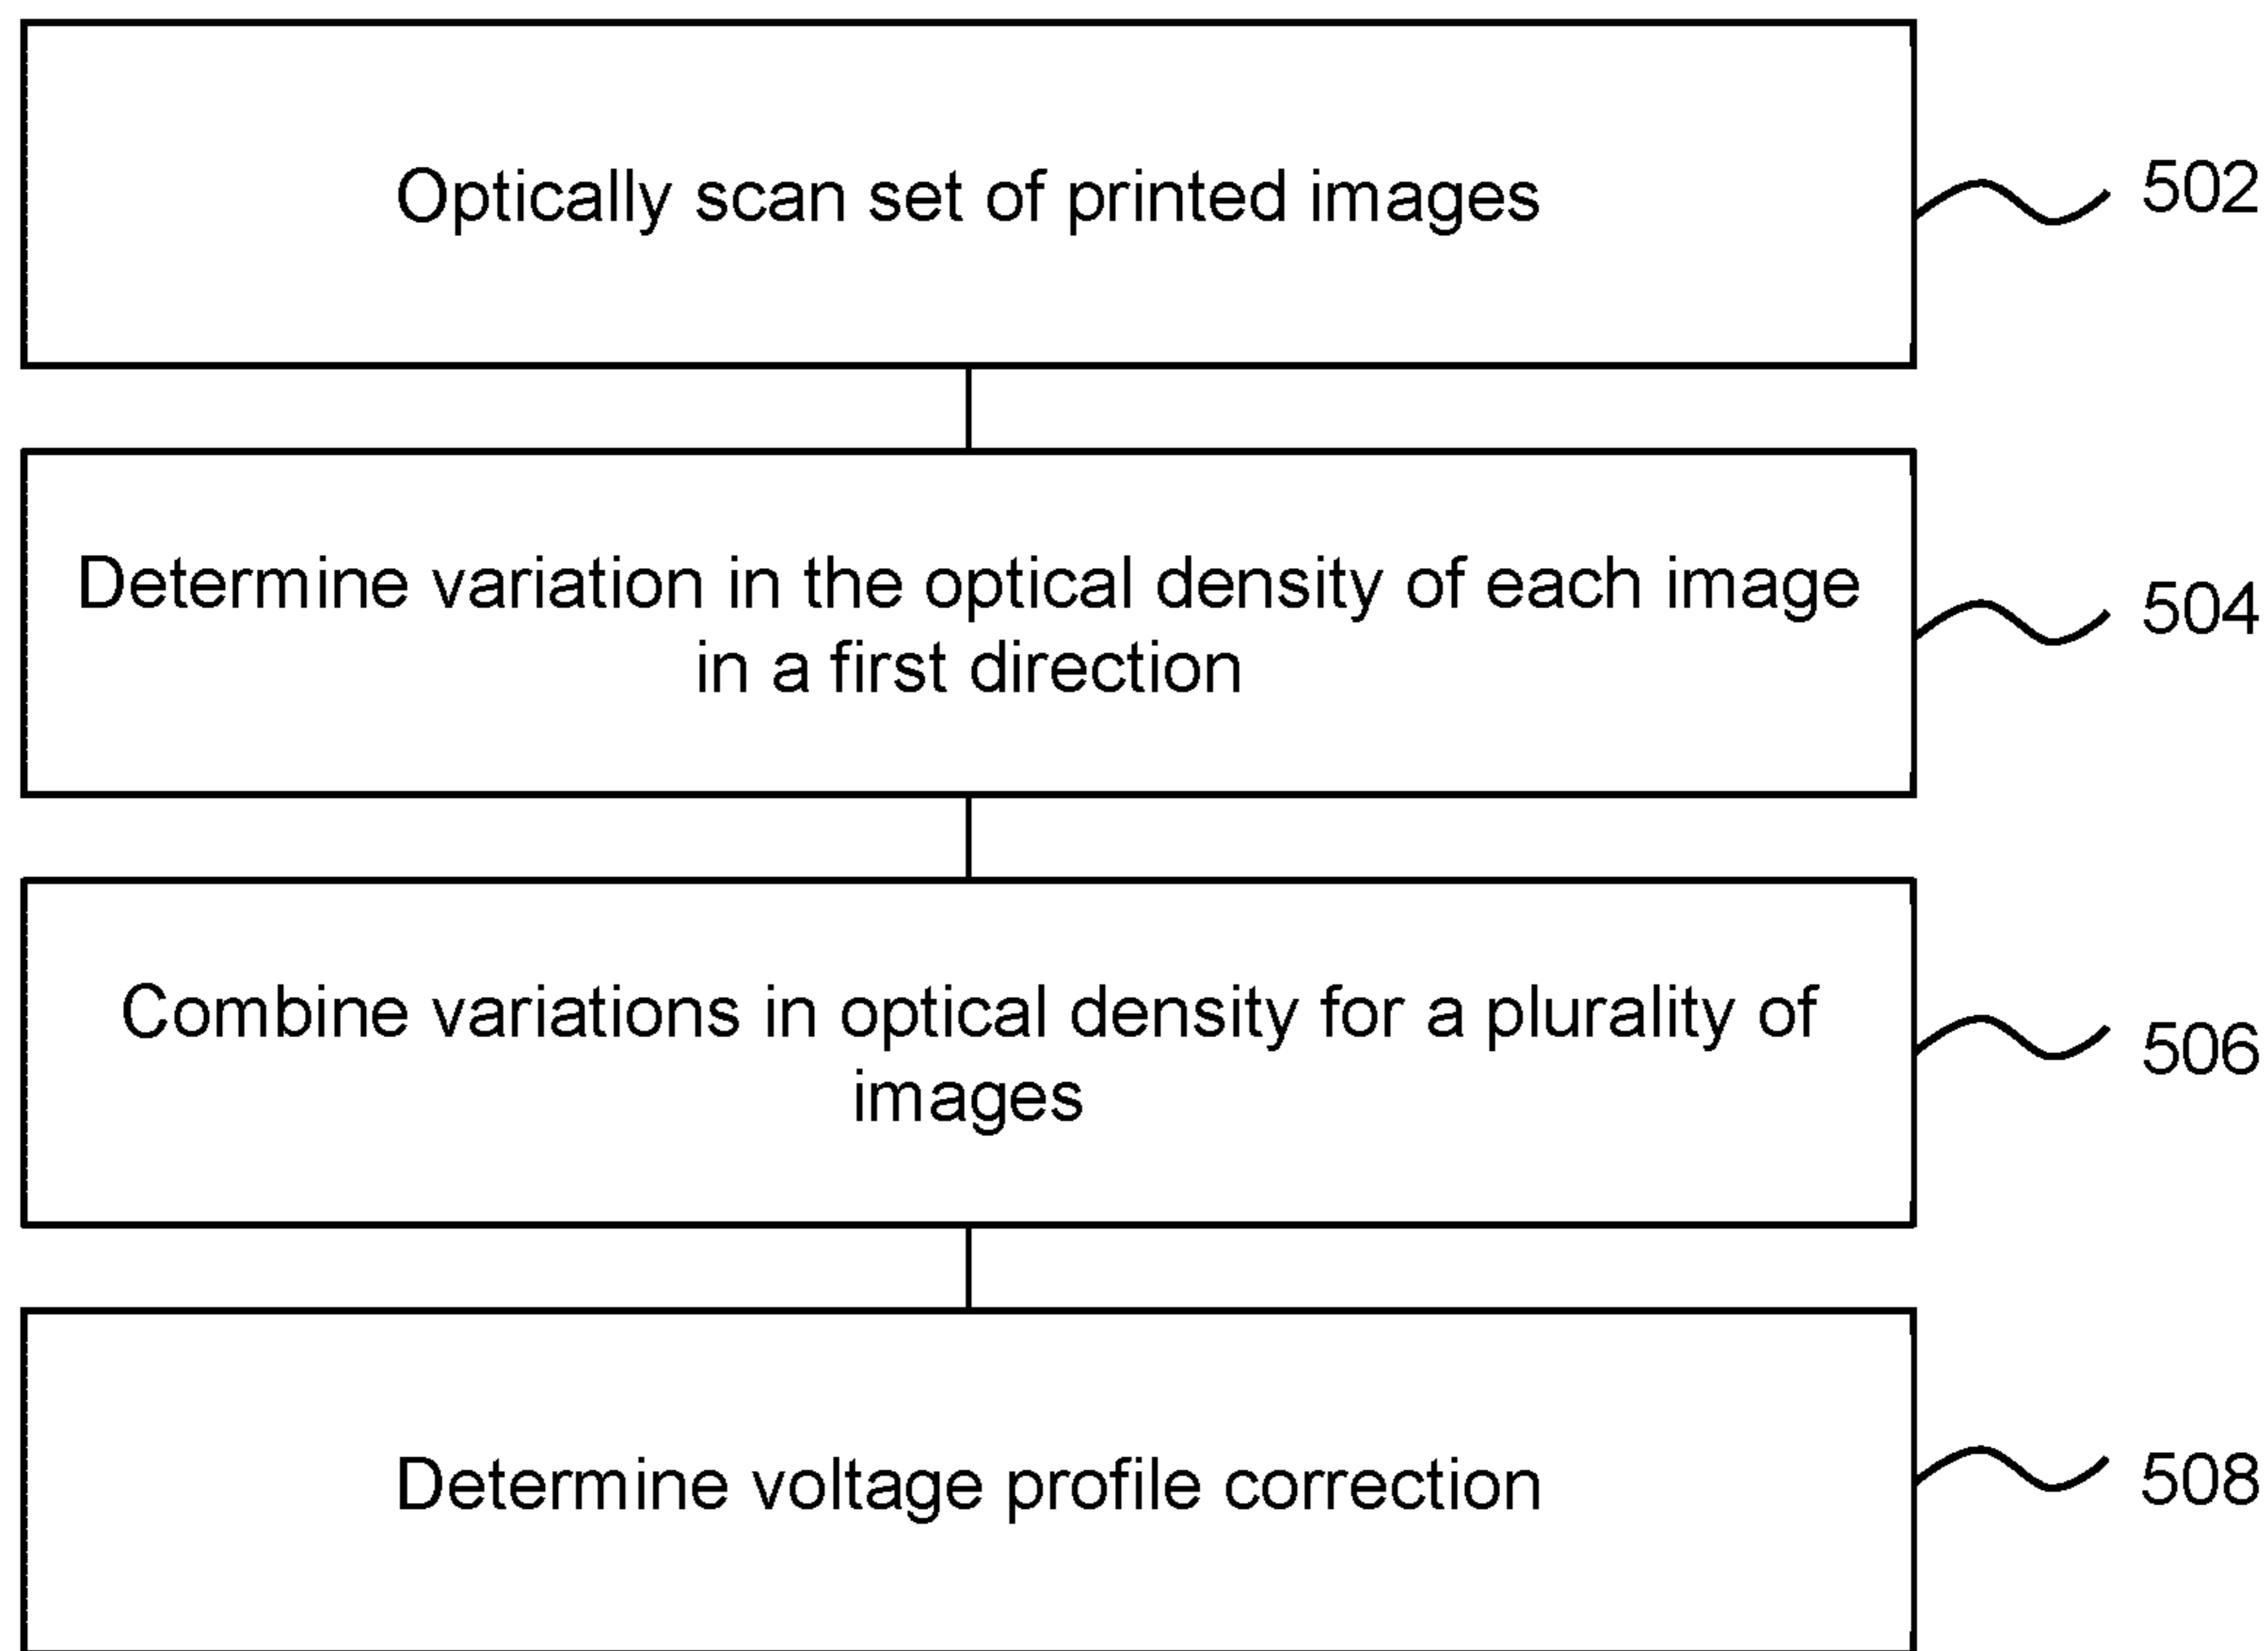 Optically scan set of printed images
502
Determine variation in the optical density of each image
in a first direction
504
Combine variations in optical density for a plurality of
images
506
Determine voltage profile correction
508